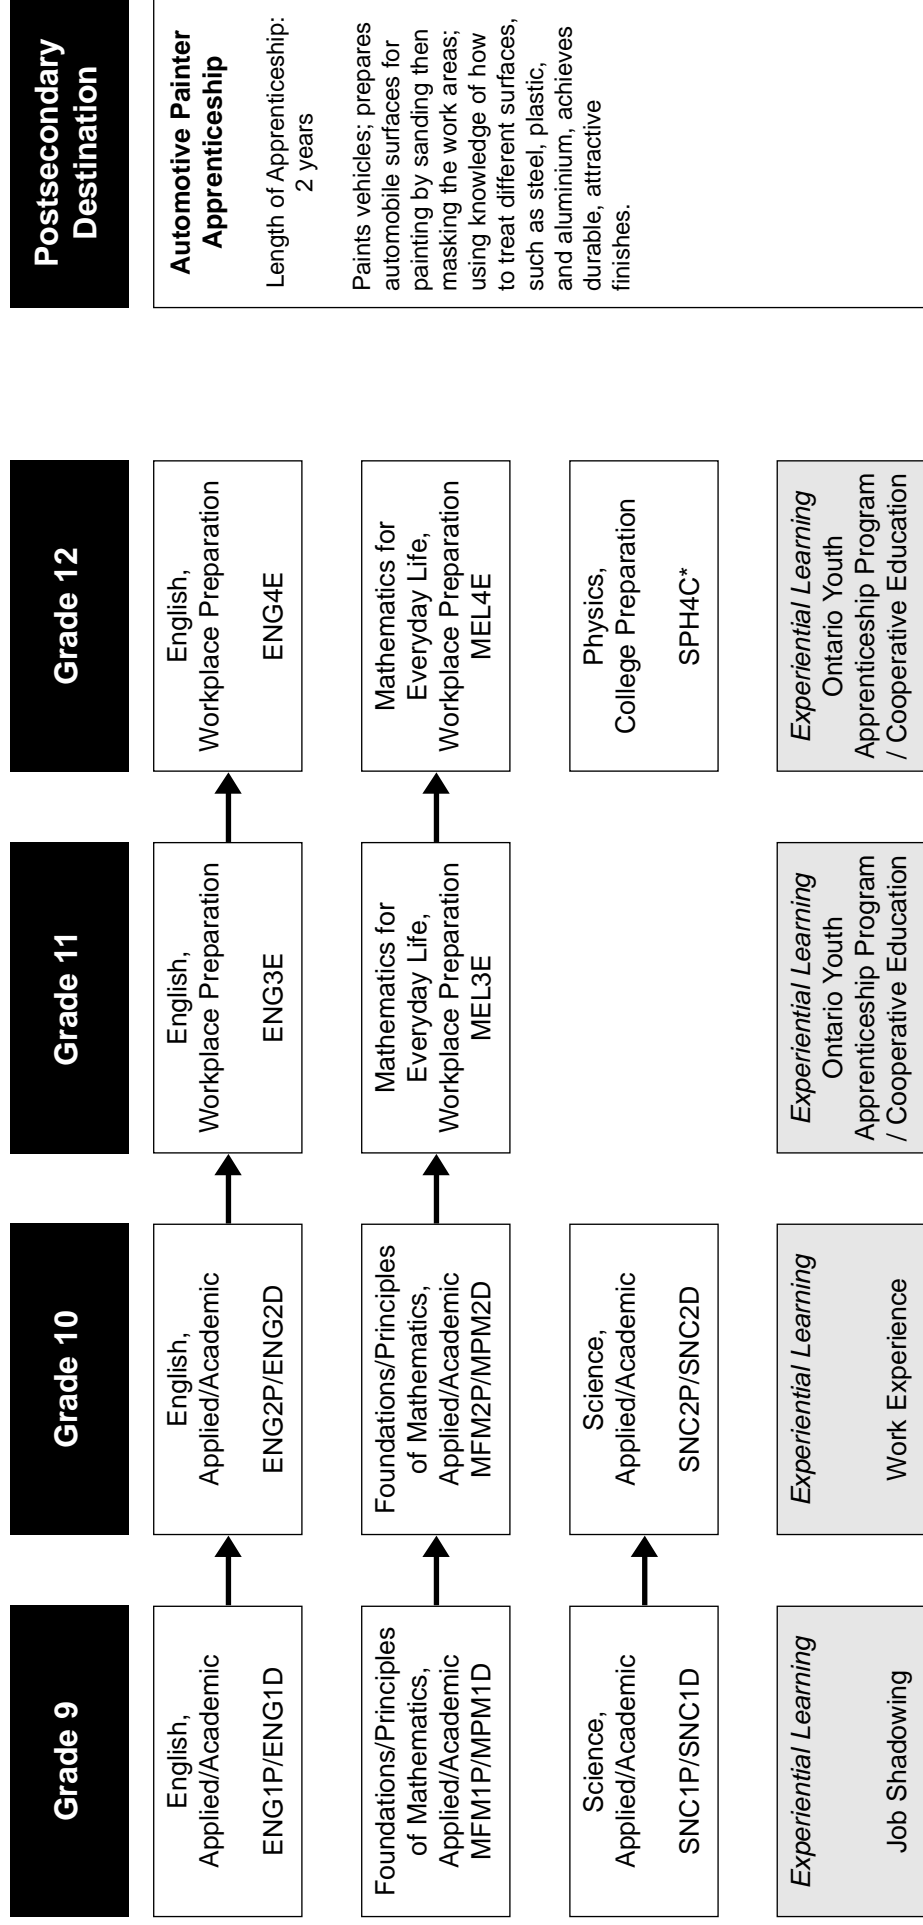 Grade 9
Grade 10
Grade 11
Grade 12
Postsecondary
Destination
English,
Applied/Academic
ENG1P/ENG1D
English,
Applied/Academic
ENG2P/ENG2D
English,
Workplace Preparation
ENG3E
English,
Workplace Preparation
ENG4E
Automotive Painter
Apprenticeship
Length of Apprenticeship:
2 years
Paints vehicles; prepares
automobile surfaces for
painting by sanding then
masking the work areas;
using knowledge of how
to treat different surfaces,
such as steel, plastic,
and aluminium, achieves
durable, attractive
finishes.
Foundations/Principles
of Mathematics,
Applied/Academic
MFM1P/MPM1D
Foundations/Principles
of Mathematics,
Applied/Academic
MFM2P/MPM2D
Mathematics for
Everyday Life,
Workplace Preparation
MEL3E
Mathematics for
Everyday Life,
Workplace Preparation
MEL4E
Science,
Applied/Academic
SNC1P/SNC1D
Science,
Applied/Academic
SNC2P/SNC2D
Physics,
College Preparation
SPH4C*
Experiential Learning
Job Shadowing
Experiential Learning
Work Experience
Experiential Learning
Ontario Youth
Apprenticeship Program
/ Cooperative Education
Experiential Learning
Ontario Youth
Apprenticeship Program
/ Cooperative Education